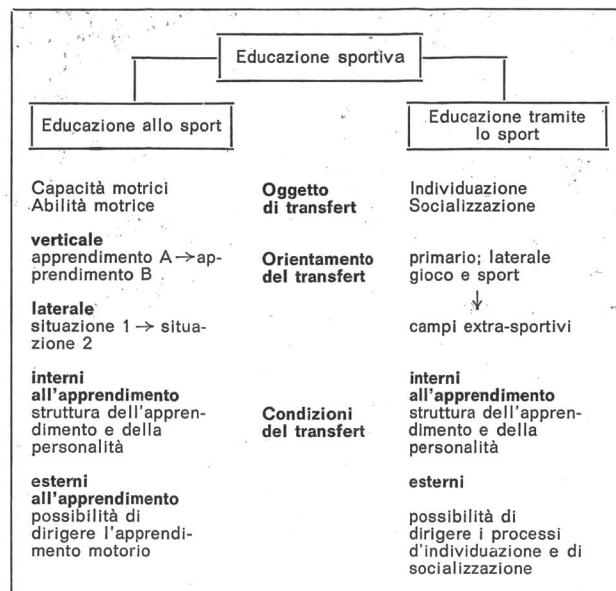 Educazione sportiva
Educazione allo sport
Educazione tramite
lo sport
Capacità motrici
Abilità motrice
Oggetto
di transfert
Individuazione
Socializzazione
verticale
apprendimento A → ap-
prendimento B
laterale
situazione 1 → situa-
zione 2
Orientamento
del transfert
primario; laterale
gioco e sport
↓
campi extra-sportivi
interni
all'apprendimento
struttura dell'appren-
dimento e della
personalità
esterni
all'apprendimento
possibilità di
dirigere l'apprendi-
mento motorio
Condizioni
del transfert
interni
all'apprendimento
struttura dell'appren-
dimento e della
personalità
esterni
possibilità di
dirigere i processi
d'individuazione e di
socializzazione